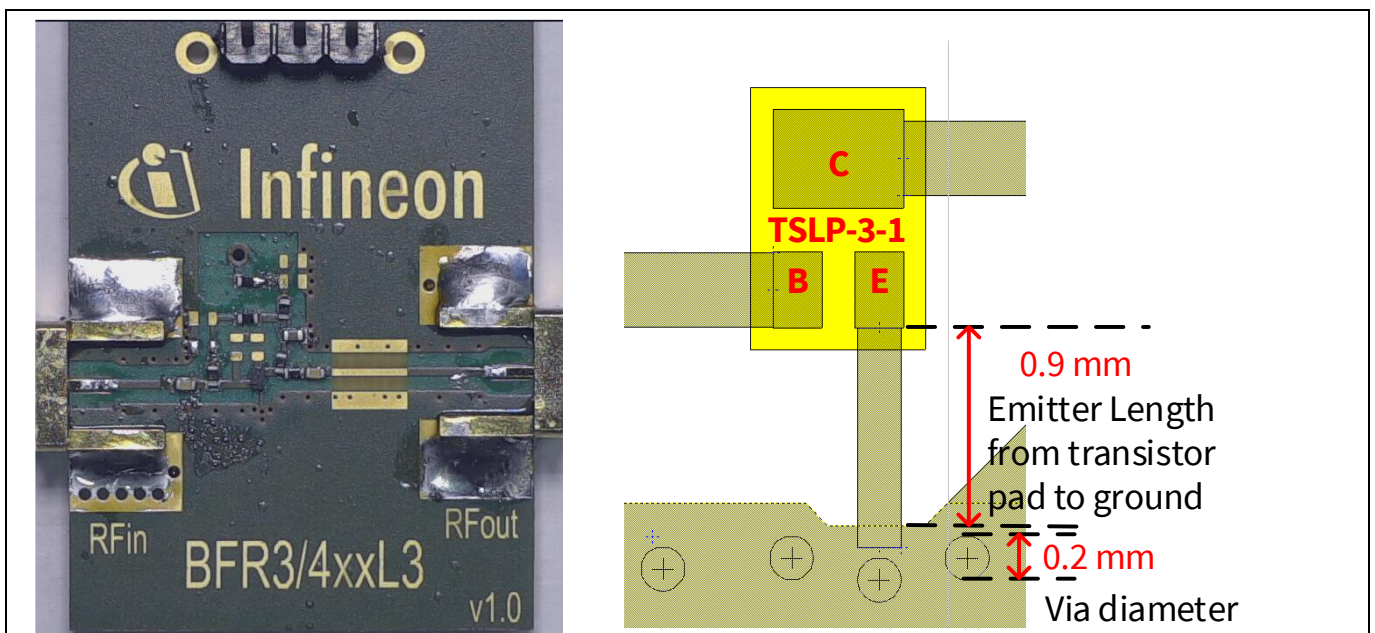 Infineon
RFin
RFout
BFR3/4xxL3
v1.0
C
TSLP-3-1
B
E
0.9 mm
Emitter Length
from transistor
pad to ground
0.2 mm
Via diameter